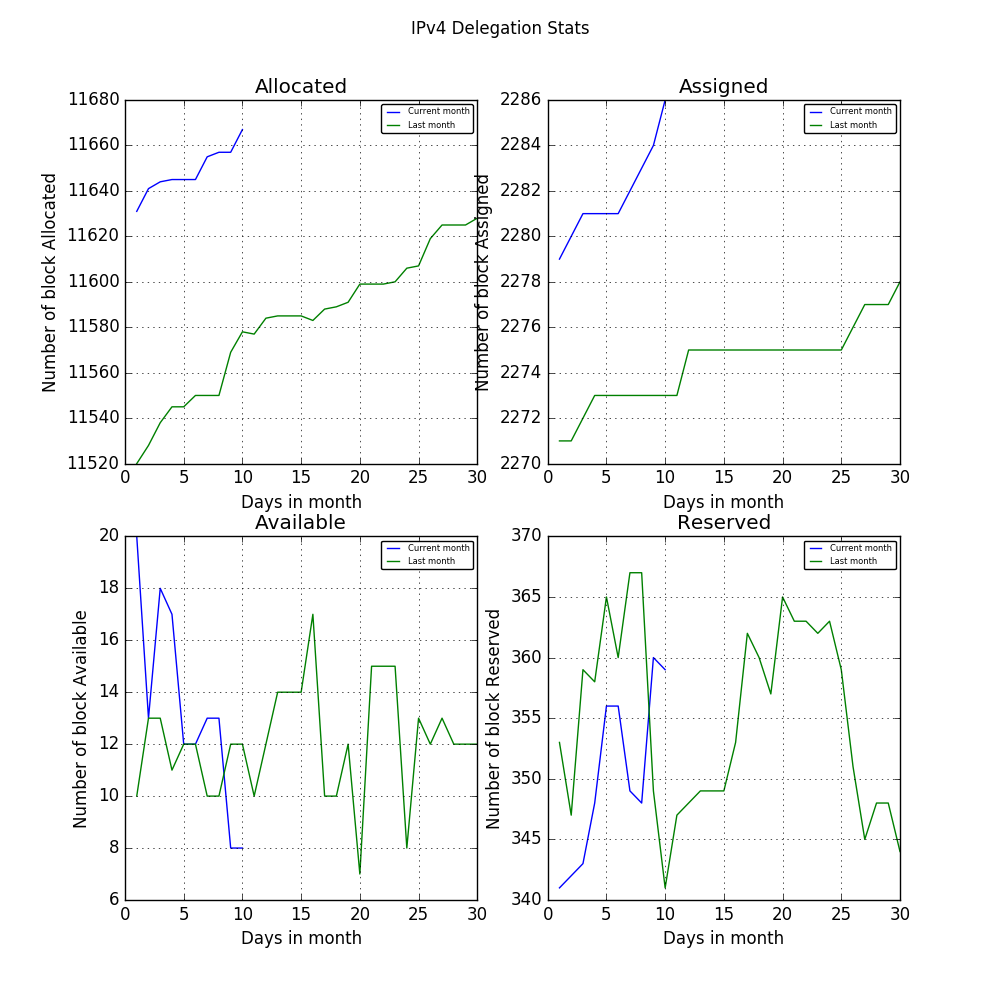 IPv4 Delegation Stats
Allocated
Number of block Allocated
11680
11660
11640
11620
11600
11580
11560
11540
11520
0 5 10 15 20 25 30
Days in month
Current month
Last month
Assigned
Number of block Assigned
2286
2284
2282
2280
2278
2276
2274
2272
2270
0 5 10 15 20 25 30
Days in month
Current month
Last month
Available
Number of block Available
20
18
16
14
12
10
8
6
0 5 10 15 20 25 30
Days in month
Current month
Last month
Reserved
Number of block Reserved
370
365
360
355
350
345
340
0 5 10 15 20 25 30
Days in month
Current month
Last month